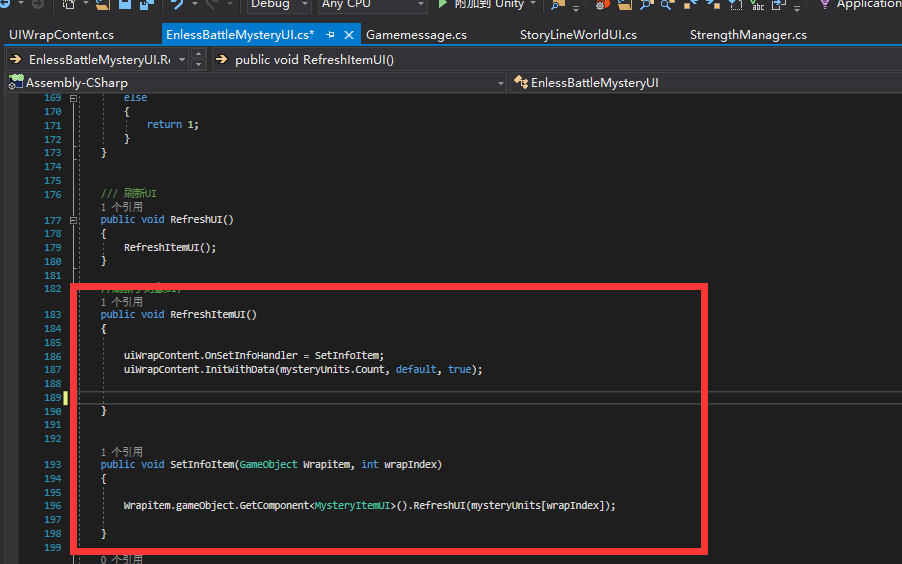 Debug
Any CPU
附加到 Unity
Application
UIWrapContent.cs
EnlessBattleMysteryUI.cs*
Gamemessage.cs
StoryLineWorldUI.cs
StrengthManager.cs
EnlessBattleMysteryUI.Re
public void RefreshItemUI()
Assembly-CSharp
EnlessBattleMysteryUI
169 else
170 {
171 return 1;
172 }
173 }
174
175
176 /// 刷新UI
1 个引用
177 public void RefreshUI()
178 {
179 RefreshItemUI();
180 }
181
182
1 个引用
183 public void RefreshItemUI()
184 {
185
186 uiWrapContent.OnSetInfoHandler = SetInfoItem;
187 uiWrapContent.InitWithData(mysteryUnits.Count, default, true);
188
189
190 }
191
192
1 个引用
193 public void SetInfoItem(GameObject Wrapitem, int wrapIndex)
194 {
195
196 Wrapitem.gameObject.GetComponent<MysteryItemUI>().RefreshUI(mysteryUnits[wrapIndex]);
197
198 }
199
0 个引用